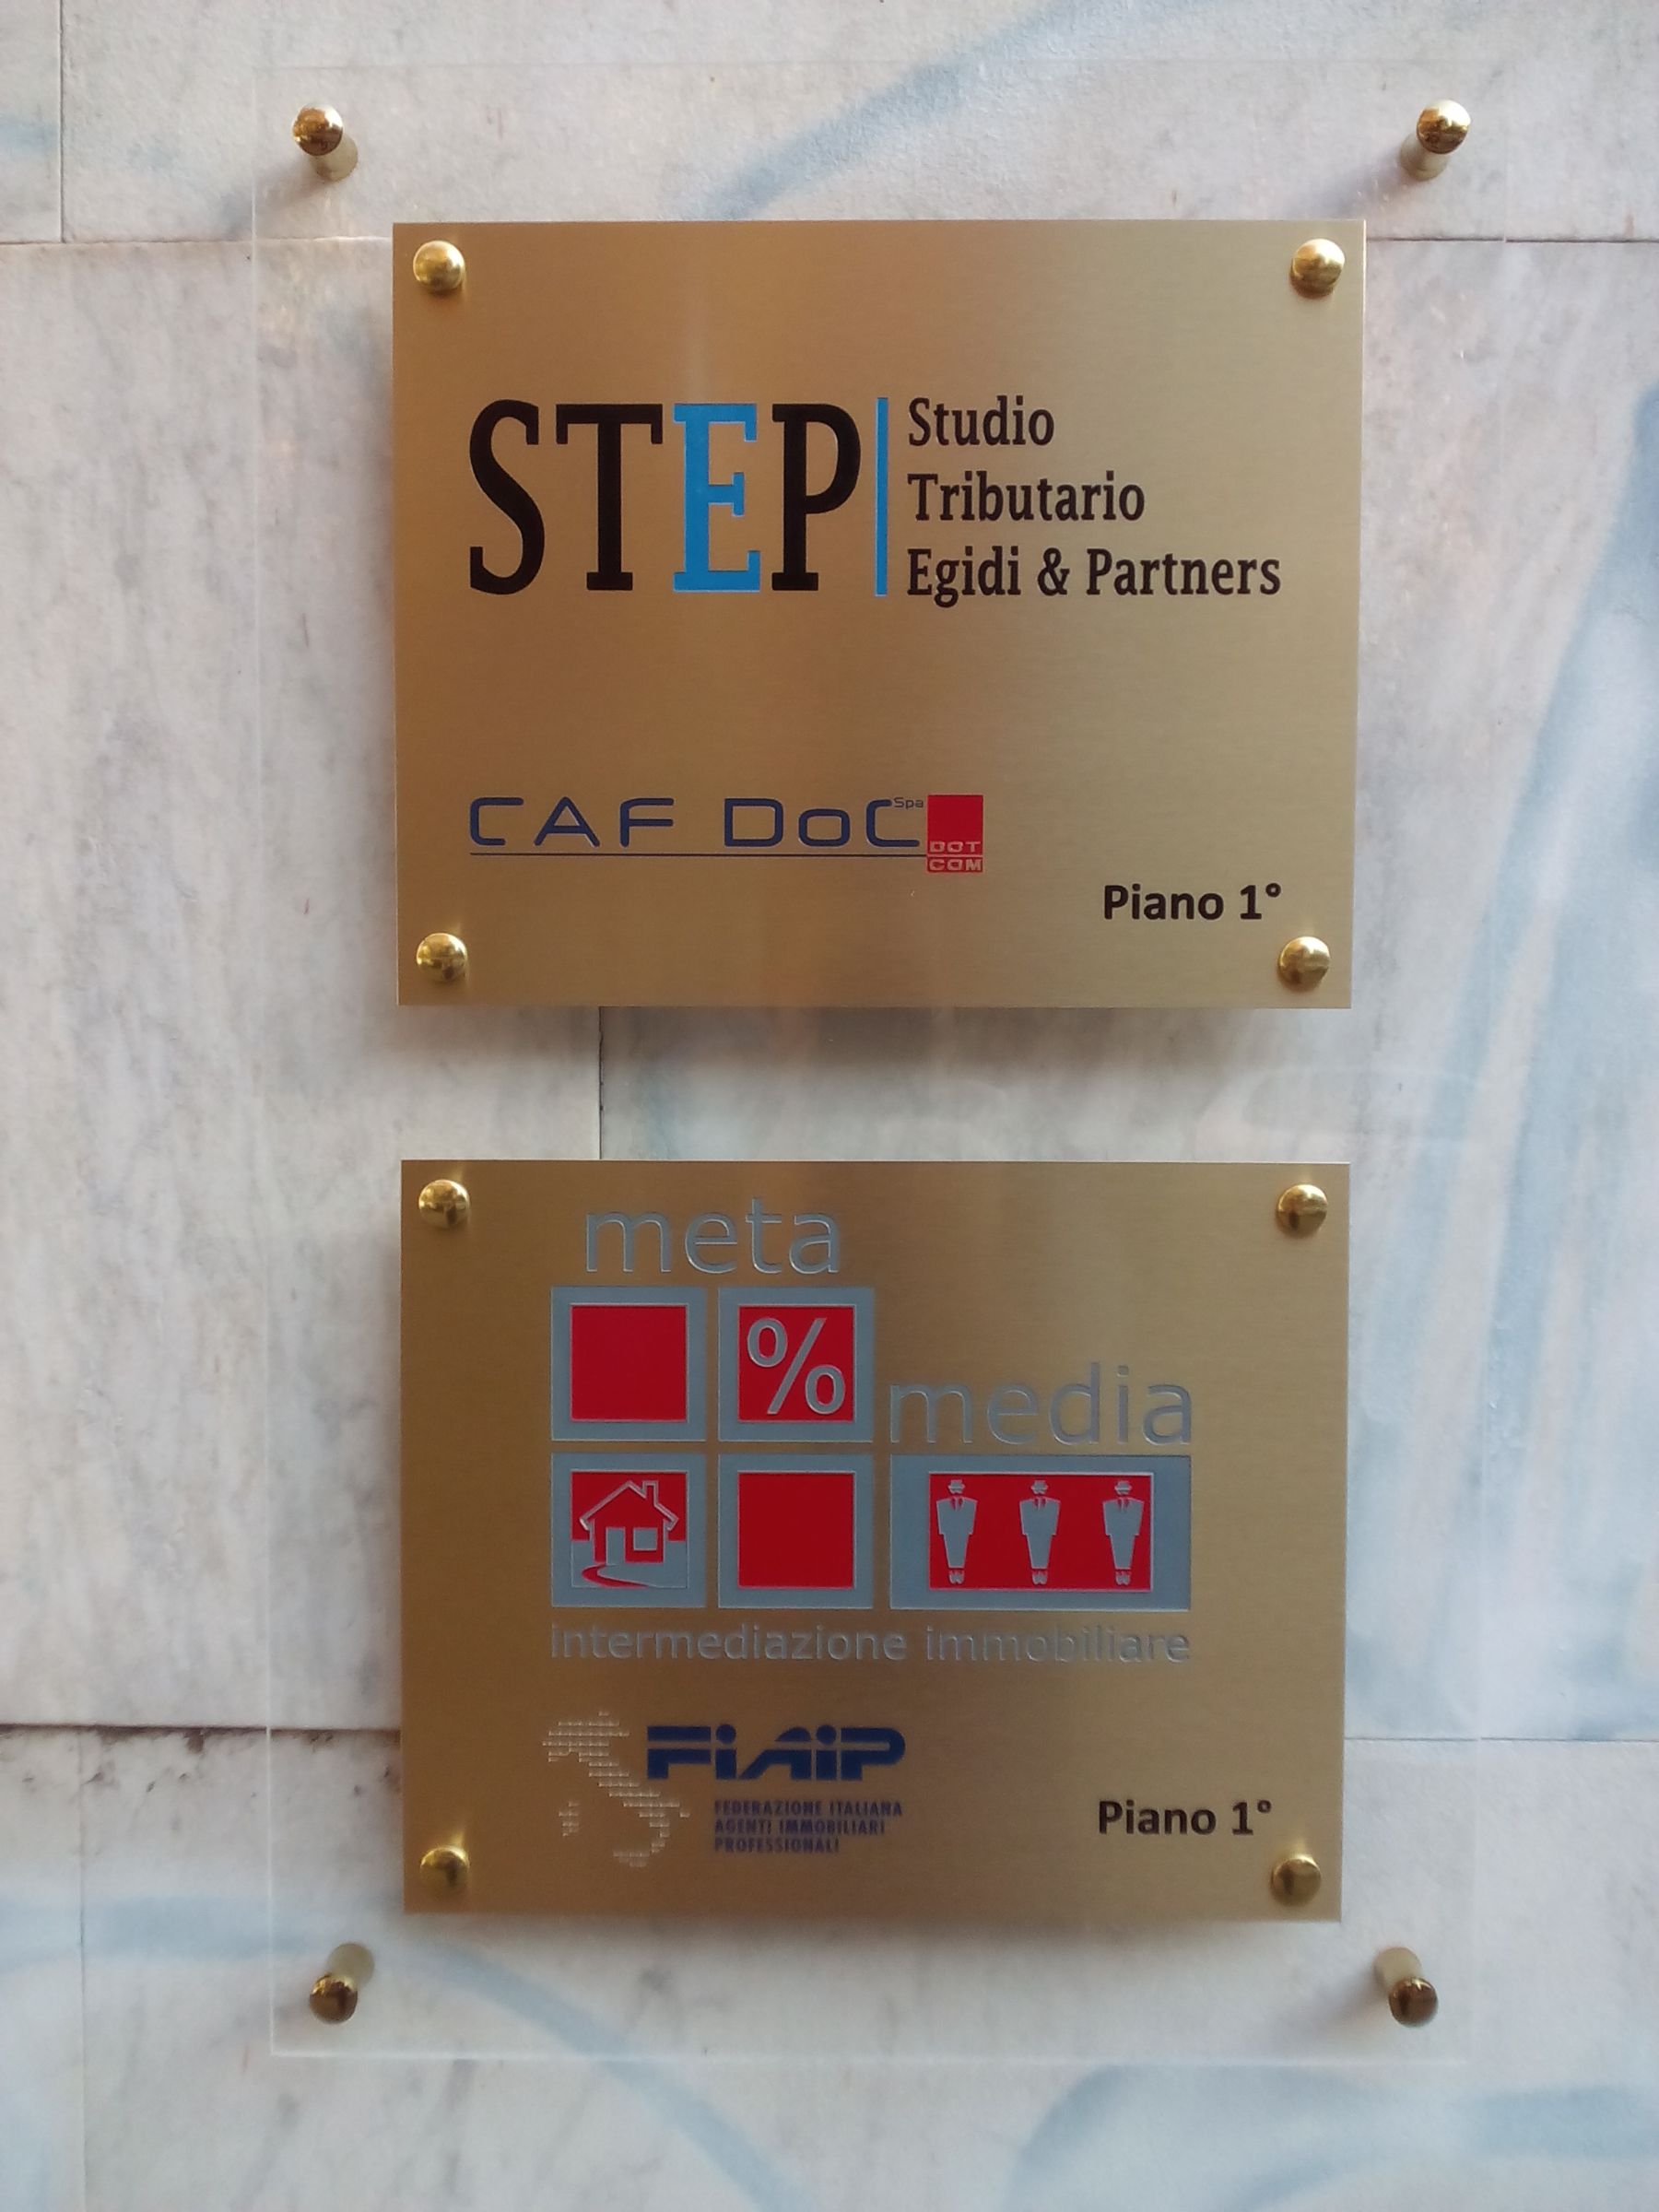 STEP
Studio
Tributario
Egidi & Partners
CAF DoC Spa
DOT
COM
Piano 1°
meta
%
media
intermediazione immobiliare
FiAiP
FEDERAZIONE ITALIANA
AGENTI IMMOBILIARI
PROFESSIONALI
Piano 1°